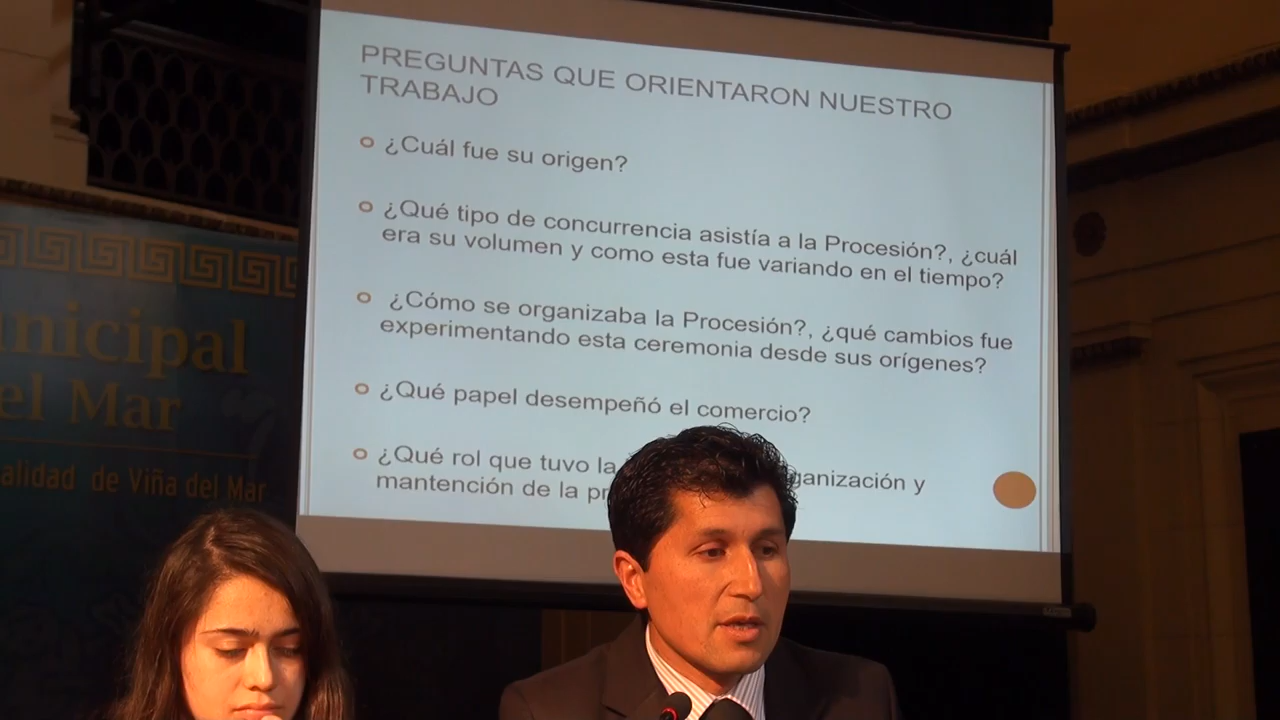 PREGUNTAS QUE ORIENTARON NUESTRO
TRABAJO
¿Cuál fue su origen?
¿Qué tipo de concurrencia asistía a la Procesión?, ¿cuál
era su volumen y como esta fue variando en el tiempo?
¿Cómo se organizaba la Procesión?, ¿qué cambios fue
experimentando esta ceremonia desde sus orígenes?
¿Qué papel desempeñó el comercio?
¿Qué rol que tuvo la ganización y
mantención de la pr
nicipal
el Mar
alidad de Viña del Mar